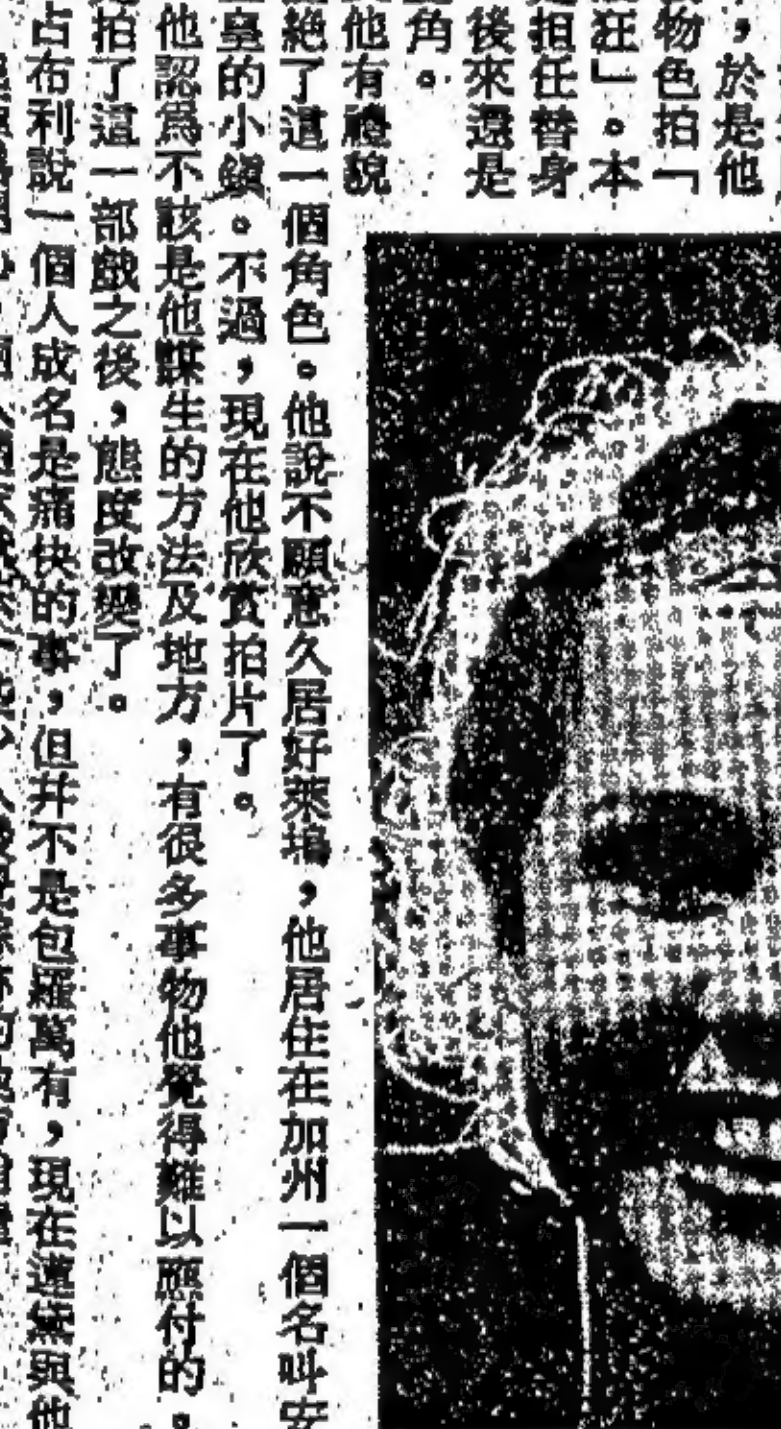 ，於是他
物色拍「
狂」。本
担任替身
後來還是
角。
他有禮貌
絕了這一個角色。他說不願意久居好萊塢，他居住在加州一個名叫安
皇的小鎮。不過，現在他欣賞拍片了。
他認爲不該是他謀生的方法及地方，有很多事物他覺得難以應付的。
拍了這一部戲之後，態度改變了。
占布利說一個人成名是痛快的事，但并不是包羅萬有，現在連絲與他